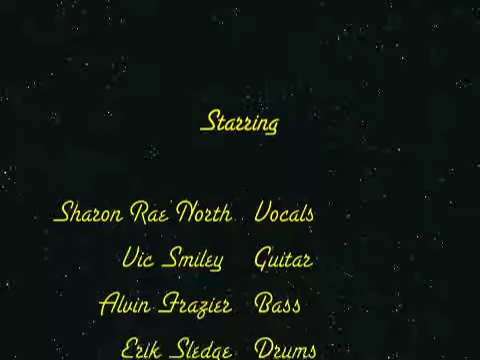 Starring
Sharon Rae North Vocals
Vic Smiley Guitar
Alvin Frazier Bass
Erik Sledge Drums